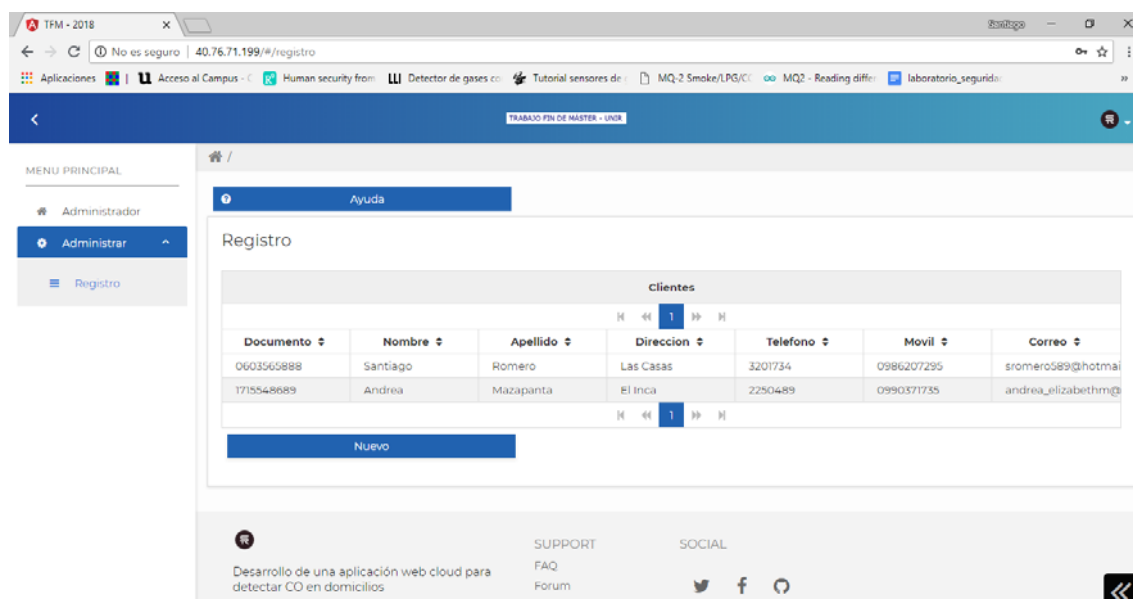 TFM - 2018
Santiago
No es seguro | 40.76.71.199/#/registro
Aplicaciones
Acceso al Campus - C
Human security from
Detector de gases co
Tutorial sensores de
MQ-2 Smoke/LPG/CO
MQ2 - Reading differ
laboratorio_segurida
TRABAJO FIN DE MÁSTER - UNIR
MENU PRINCIPAL
/
Administrador
Ayuda
Administrar
Registro
Registro
Clientes
1
Documento Nombre Apellido Direccion Telefono Movil Correo
0603565888 Santiago Romero Las Casas 3201734 0986207295 sromero589@hotmai
1715548689 Andrea Mazapanta El Inca 2250489 0990371735 andrea_elizabethm@
1
Nuevo
SUPPORT SOCIAL
Desarrollo de una aplicación web cloud para
detectar CO en domicilios
FAQ
Forum